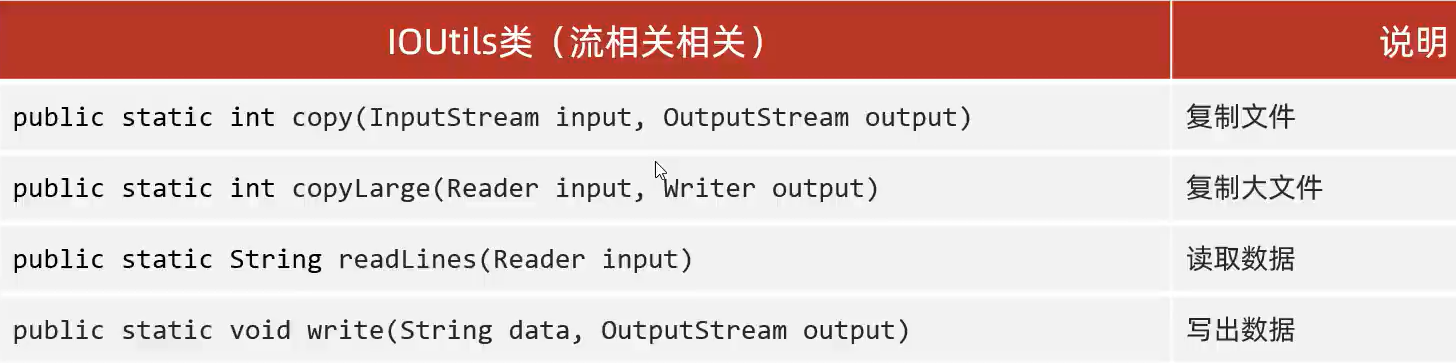 IOUtils类（流相关相关）
说明
public static int copy(InputStream input, OutputStream output)
复制文件
public static int copyLarge(Reader input, Writer output)
复制大文件
public static String readLines(Reader input)
读取数据
public static void write(String data, OutputStream output)
写出数据